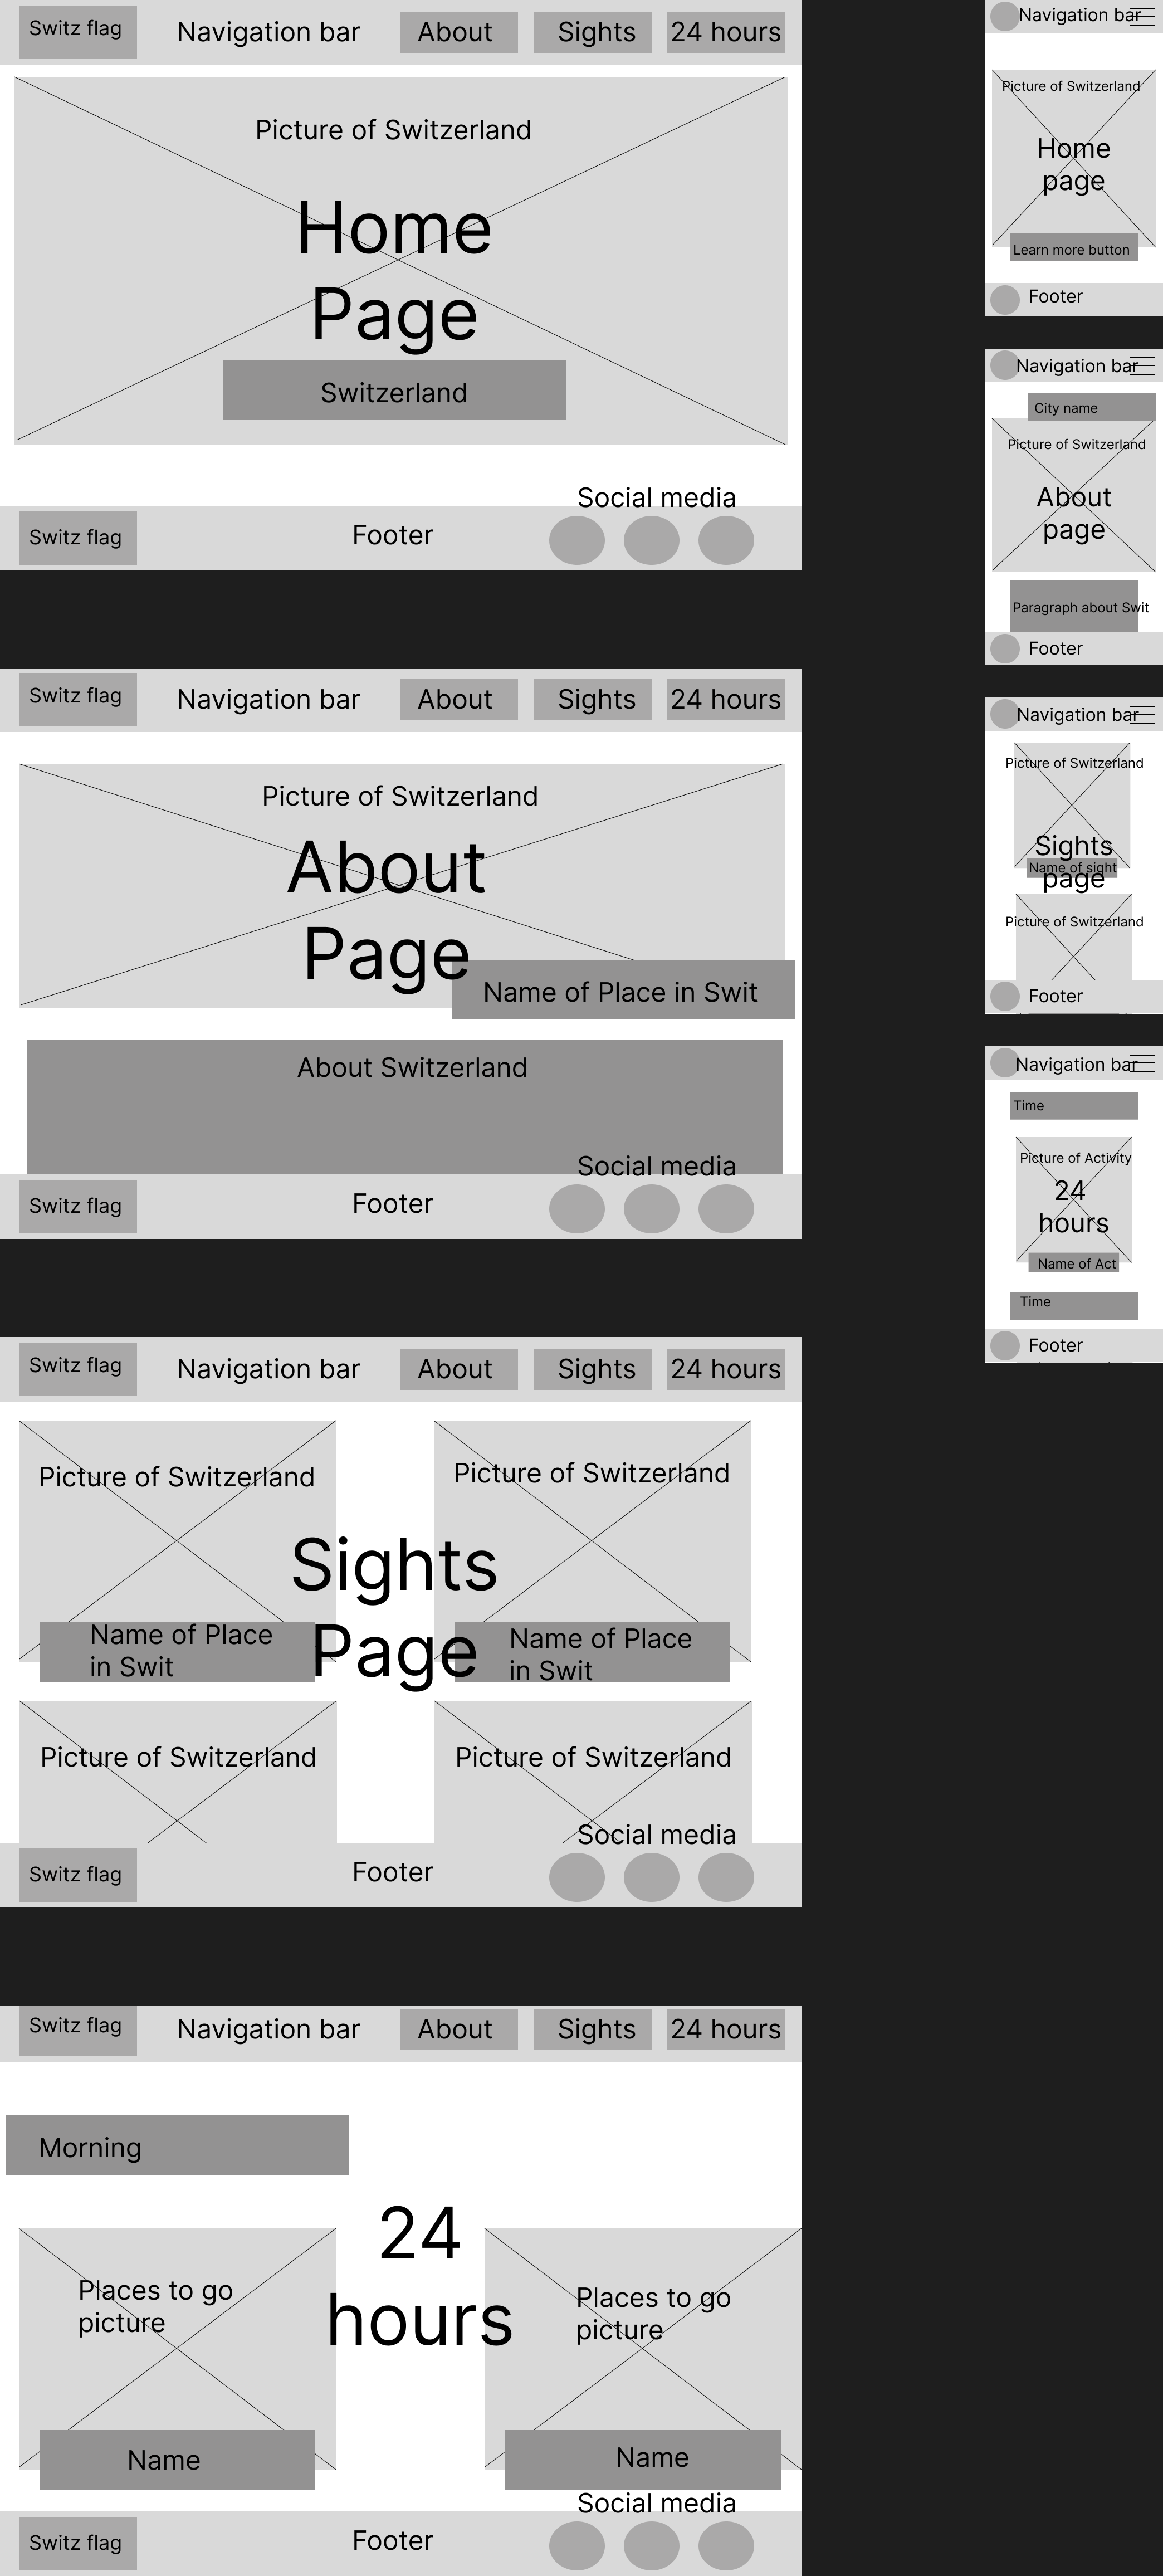 Switz flag
Navigation bar
About
Sights
24 hours
Picture of Switzerland
Home
Page
Switzerland
Social media
Switz flag
Footer
Switz flag
Navigation bar
About
Sights
24 hours
Picture of Switzerland
About
Page
Name of Place in Swit
About Switzerland
Social media
Switz flag
Footer
Switz flag
Navigation bar
About
Sights
24 hours
Picture of Switzerland
Picture of Switzerland
Sights
Page
Name of Place
in Swit
Name of Place
in Swit
Picture of Switzerland
Picture of Switzerland
Social media
Switz flag
Footer
Switz flag
Navigation bar
About
Sights
24 hours
Morning
24
hours
Places to go
picture
Places to go
picture
Name
Name
Social media
Switz flag
Footer
Navigation bar
Picture of Switzerland
Home
page
Learn more button
Footer
Navigation bar
City name
Picture of Switzerland
About
page
Paragraph about Swit
Footer
Navigation bar
Picture of Switzerland
Sights
page
Name of sight
Picture of Switzerland
Footer
Navigation bar
Time
Picture of Activity
24
hours
Name of Act
Time
Footer